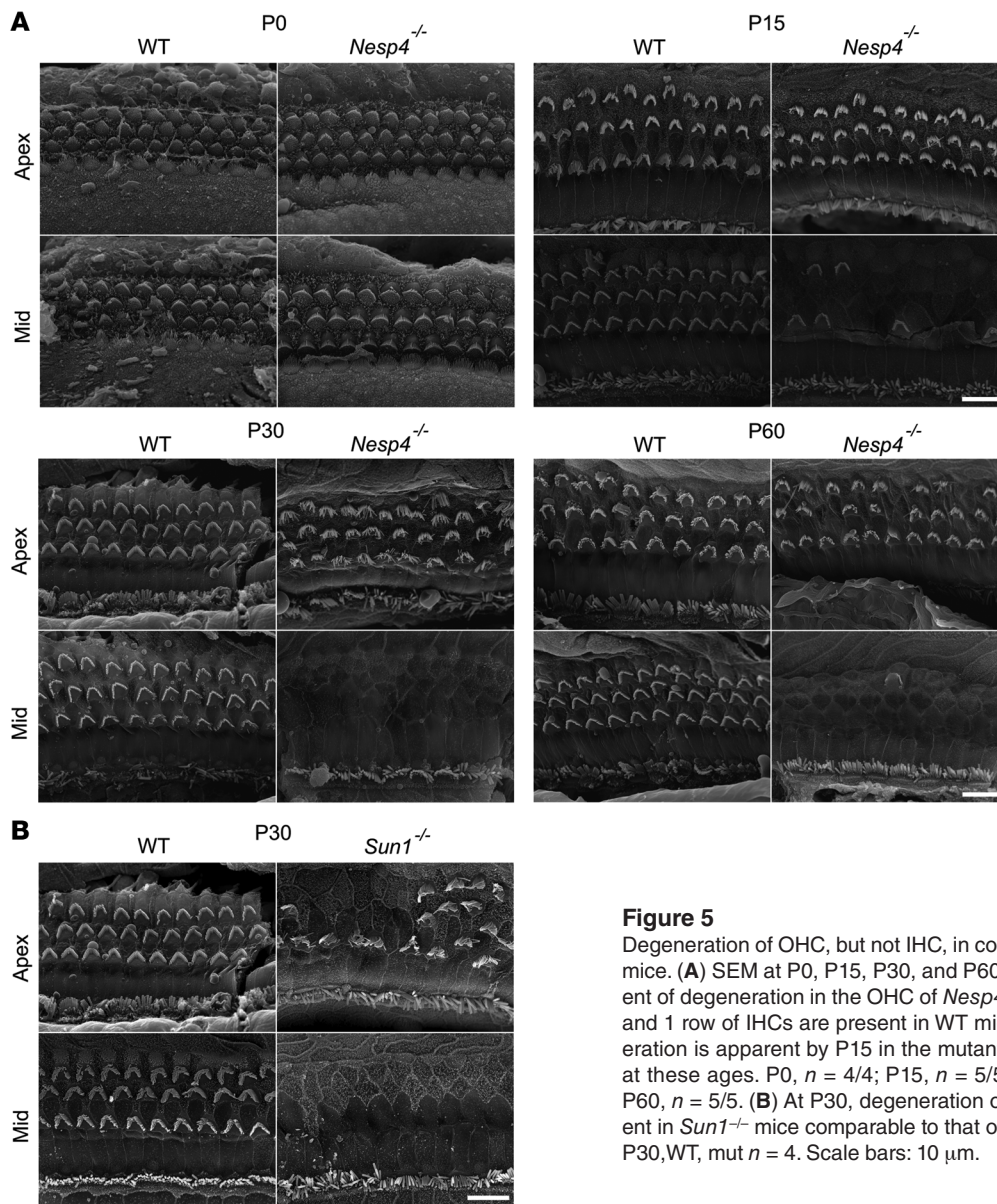 A
P0
P15
WT
Nesp4-/-
WT
Nesp4-/-
Apex
Mid
P30
P60
WT
Nesp4-/-
WT
Nesp4-/-
Apex
Mid
B
P30
WT
Sun1-/-
Apex
Mid
Figure 5
Degeneration of OHC, but not IHC, in co
mice. (A) SEM at P0, P15, P30, and P60
ent of degeneration in the OHC of Nesp4
and 1 row of IHCs are present in WT mi
eration is apparent by P15 in the mutan
at these ages. P0, n = 4/4; P15, n = 5/5
P60, n = 5/5. (B) At P30, degeneration o
ent in Sun1–/– mice comparable to that o
P30,WT, mut n = 4. Scale bars: 10 μm.